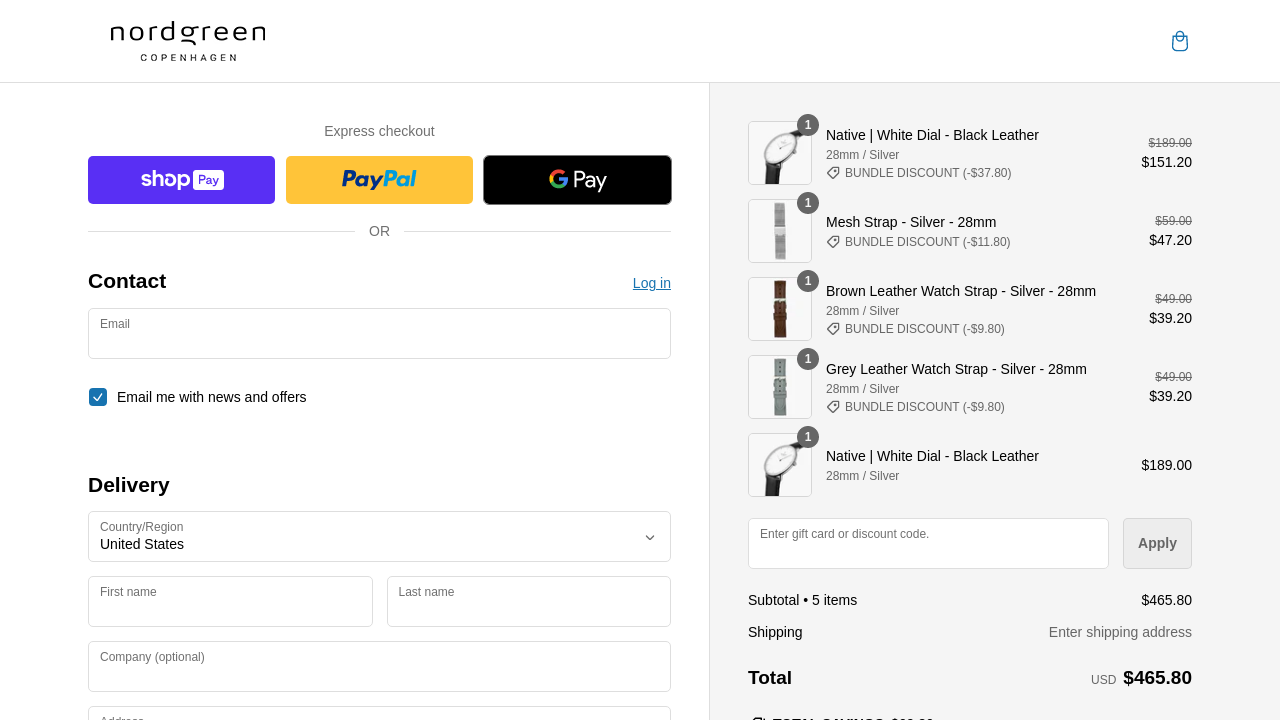 nordgreen
COPENHAGEN
Express checkout
shop Pay
PayPal
G Pay
OR
Contact
Log in
Email
Email me with news and offers
Delivery
Country/Region
United States
First name
Last name
Company (optional)
Address
1
Native | White Dial - Black Leather
28mm / Silver
BUNDLE DISCOUNT (-$37.80)
$189.00
$151.20
1
Mesh Strap - Silver - 28mm
BUNDLE DISCOUNT (-$11.80)
$59.00
$47.20
1
Brown Leather Watch Strap - Silver - 28mm
28mm / Silver
BUNDLE DISCOUNT (-$9.80)
$49.00
$39.20
1
Grey Leather Watch Strap - Silver - 28mm
28mm / Silver
BUNDLE DISCOUNT (-$9.80)
$49.00
$39.20
1
Native | White Dial - Black Leather
28mm / Silver
$189.00
Enter gift card or discount code.
Apply
Subtotal • 5 items
$465.80
Shipping
Enter shipping address
Total
USD $465.80
TOTAL SAVINGS